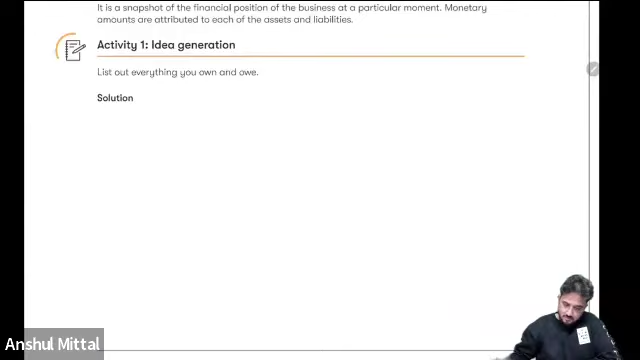 It is a snapshot of the financial position of the business at a particular moment. Monetary
amounts are attributed to each of the assets and liabilities.
Activity 1: Idea generation
List out everything you own and owe.
Solution
Anshul Mittal